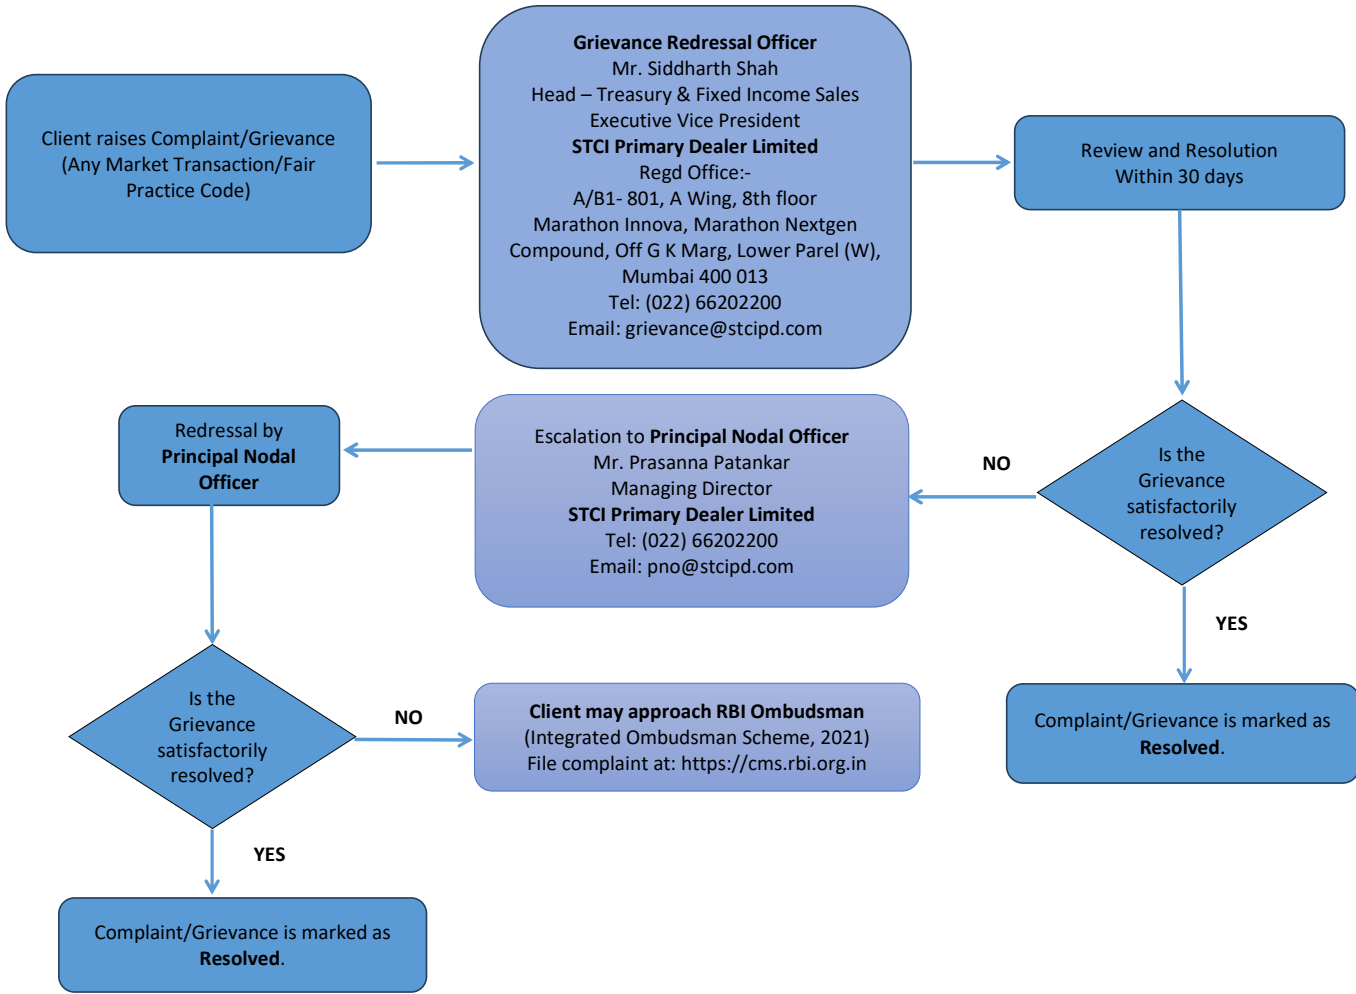 Client raises Complaint/Grievance
(Any Market Transaction/Fair
Practice Code)
Grievance Redressal Officer
Mr. Siddharth Shah
Head – Treasury & Fixed Income Sales
Executive Vice President
STCI Primary Dealer Limited
Regd Office:-
A/B1- 801, A Wing, 8th floor
Marathon Innova, Marathon Nextgen
Compound, Off G K Marg, Lower Parel (W),
Mumbai 400 013
Tel: (022) 66202200
Email: grievance@stcipd.com
Review and Resolution
Within 30 days
Is the
Grievance
satisfactorily
resolved?
NO
YES
Complaint/Grievance is marked as
Resolved.
Escalation to Principal Nodal Officer
Mr. Prasanna Patankar
Managing Director
STCI Primary Dealer Limited
Tel: (022) 66202200
Email: pno@stcipd.com
Redressal by
Principal Nodal
Officer
Is the
Grievance
satisfactorily
resolved?
NO
YES
Client may approach RBI Ombudsman
(Integrated Ombudsman Scheme, 2021)
File complaint at: https://cms.rbi.org.in
Complaint/Grievance is marked as
Resolved.